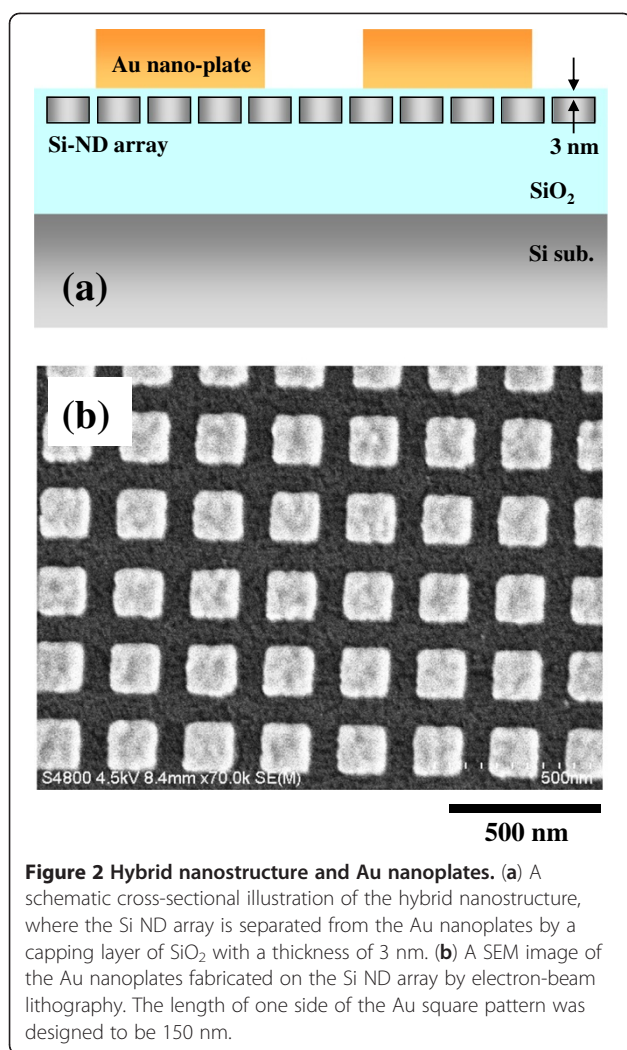 Au nano-plate
Si-ND array
3 nm
SiO₂
Si sub.
(a)
(b)
S4800 4.5kV 8.4mm x70.0k SE(M)
500nm
500 nm
Figure 2 Hybrid nanostructure and Au nanoplates. (a) A
schematic cross-sectional illustration of the hybrid nanostructure,
where the Si ND array is separated from the Au nanoplates by a
capping layer of SiO₂ with a thickness of 3 nm. (b) A SEM image of
the Au nanoplates fabricated on the Si ND array by electron-beam
lithography. The length of one side of the Au square pattern was
designed to be 150 nm.